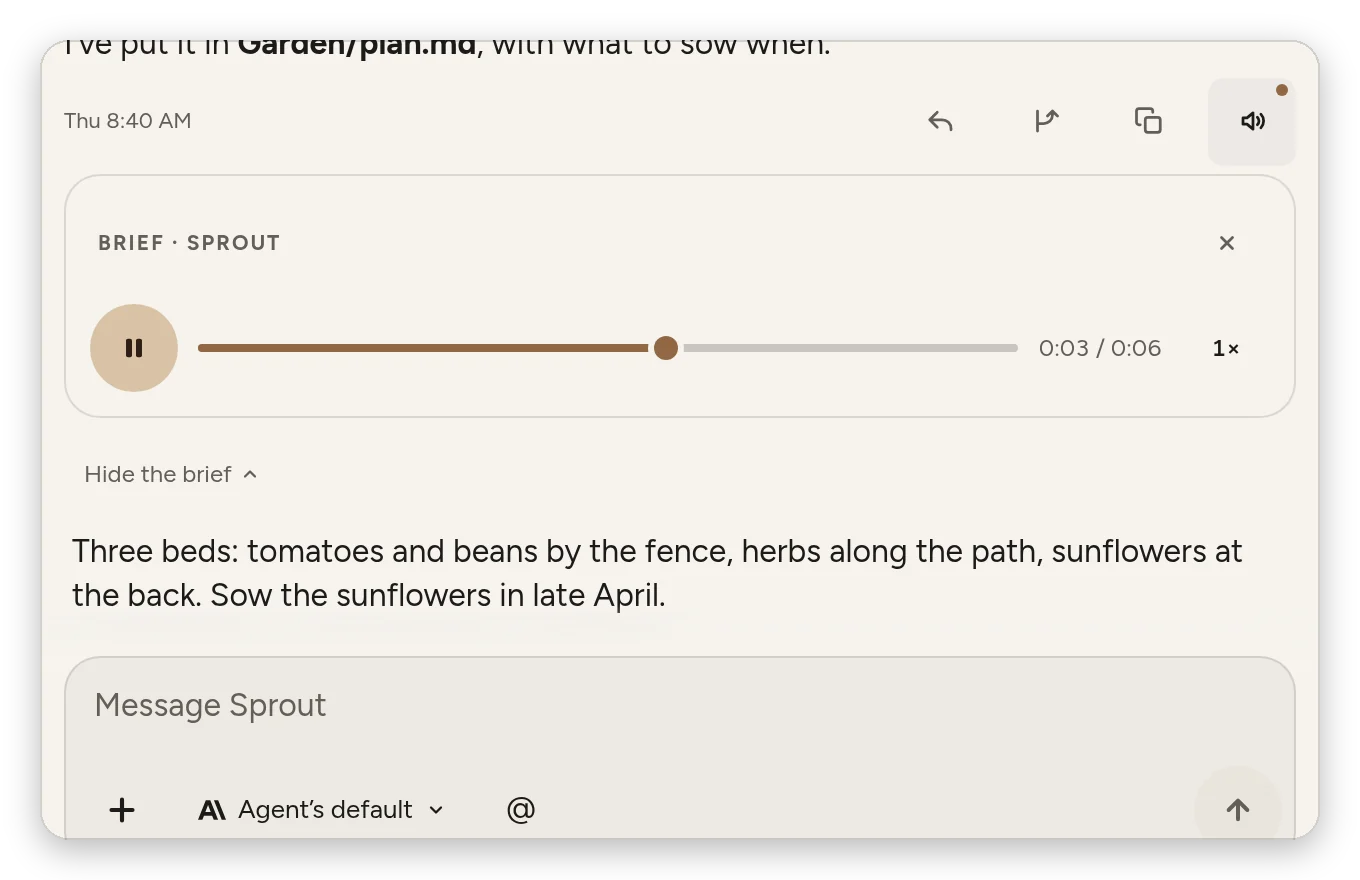 I've put it in Garden/plan.md, with what to sow when.
Thu 8:40 AM
BRIEF · SPROUT
0:03 / 0:06
1×
Hide the brief
Three beds: tomatoes and beans by the fence, herbs along the path, sunflowers at
the back. Sow the sunflowers in late April.
Message Sprout
Agent’s default
@